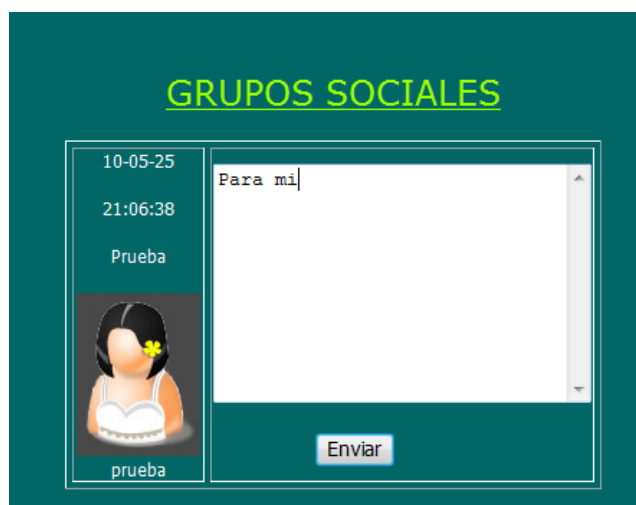 GRUPOS SOCIALES
10-05-25
21:06:38
Prueba
prueba
Para mi
Enviar